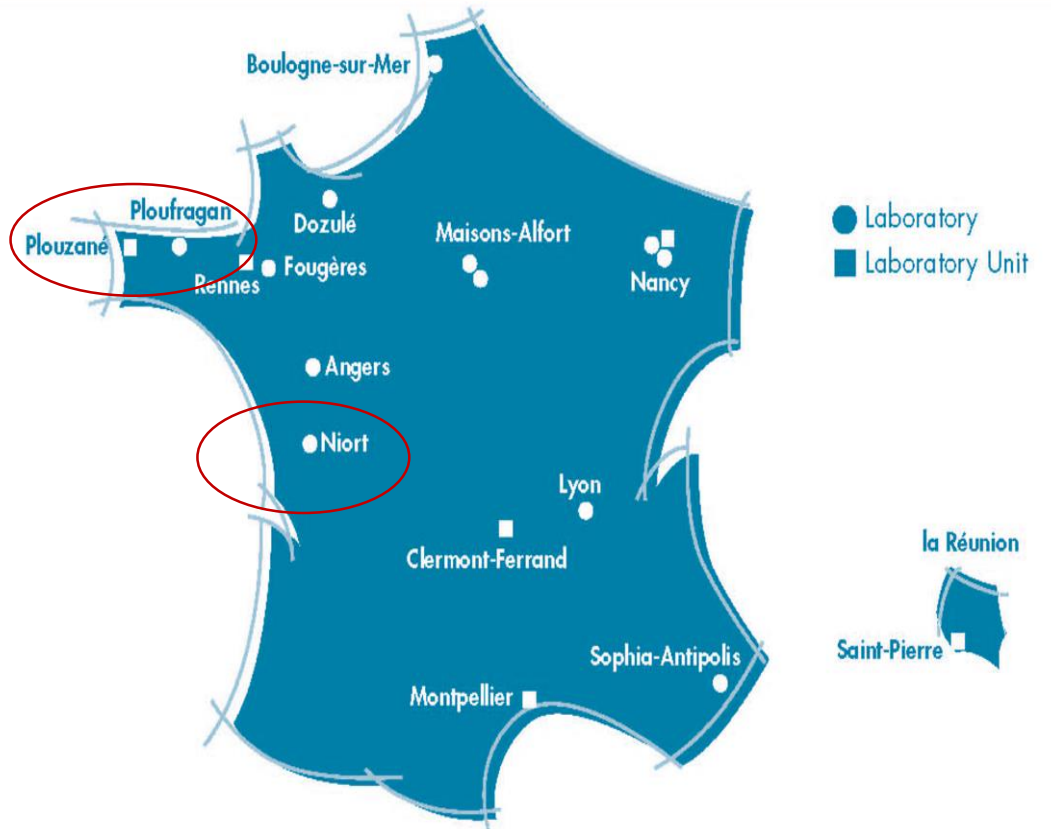 Boulogne-sur-Mer
Ploufragan
Plouzané
Rennes
Fougères
Dozulé
Maisons-Alfort
Nancy
Laboratory
Laboratory Unit
Angers
Niort
Lyon
Clermont-Ferrand
la Réunion
Saint-Pierre
Sophia-Antipolis
Montpellier